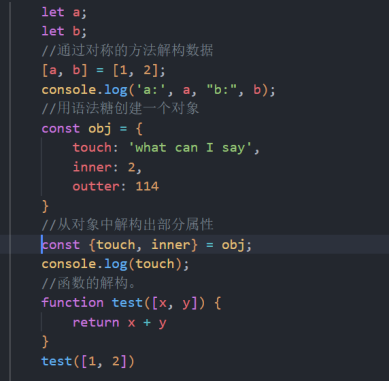 let a;
let b;
//通过对称的方法解构数据
[a, b] = [1, 2];
console.log('a:', a, "b:", b);
//用语法糖创建一个对象
const obj = {
    touch: 'what can I say',
    inner: 2,
    outter: 114
}
//从对象中解构出部分属性
const {touch, inner} = obj;
console.log(touch);
//函数的解构。
function test([x, y]) {
    return x + y
}
test([1, 2])